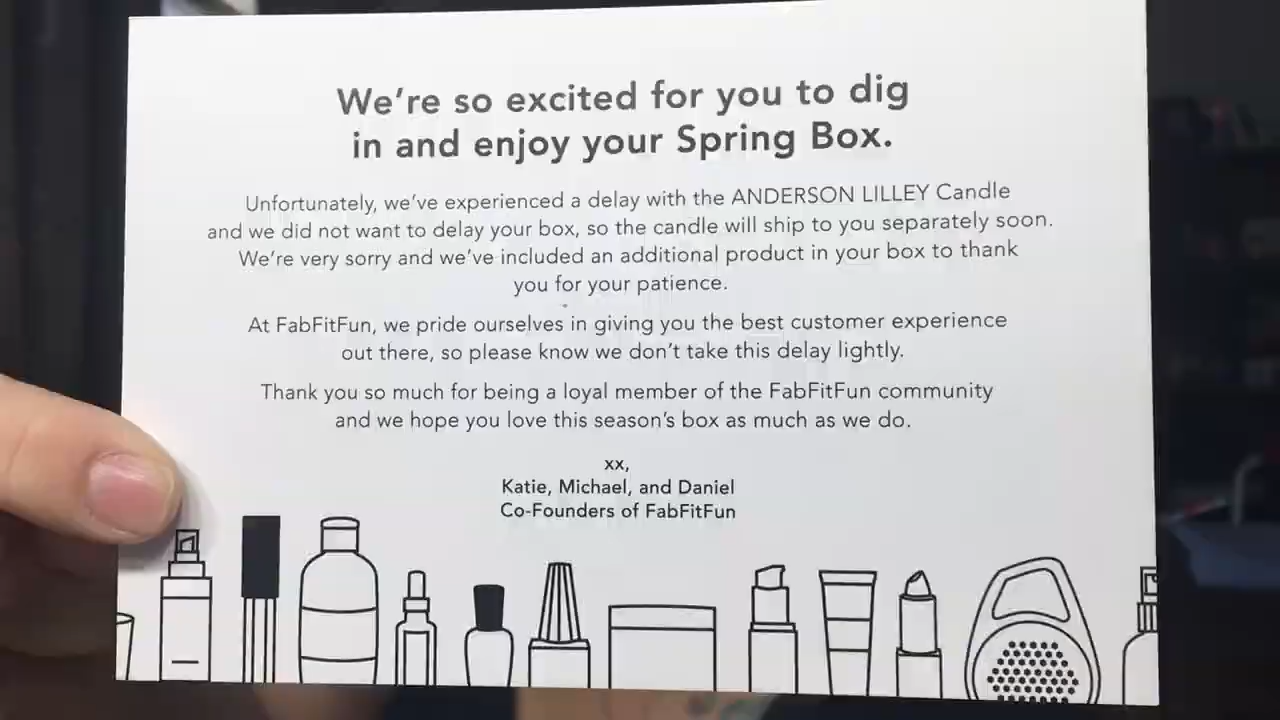 We're so excited for you to dig
in and enjoy your Spring Box.
Unfortunately, we've experienced a delay with the ANDERSON LILLEY Candle
and we did not want to delay your box, so the candle will ship to you separately soon.
We're very sorry and we've included an additional product in your box to thank
you for your patience.
At FabFitFun, we pride ourselves in giving you the best customer experience
out there, so please know we don't take this delay lightly.
Thank you so much for being a loyal member of the FabFitFun community
and we hope you love this season's box as much as we do.
xx,
Katie, Michael, and Daniel
Co-Founders of FabFitFun